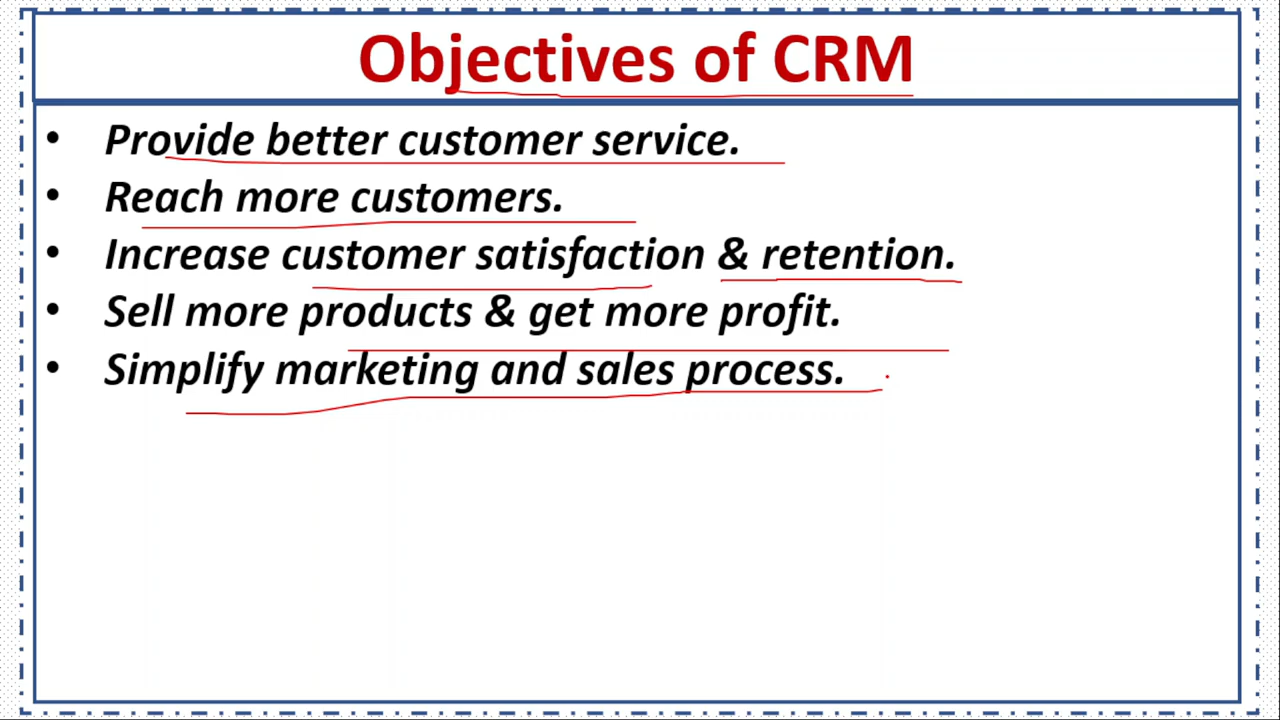 Objectives of CRM
• Provide better customer service.
• Reach more customers.
• Increase customer satisfaction & retention.
• Sell more products & get more profit.
• Simplify marketing and sales process.